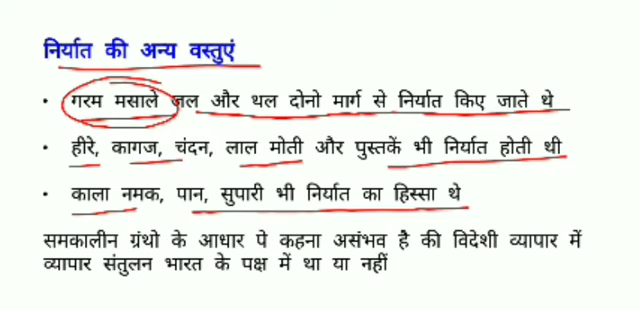 निर्यात की अन्य वस्तुएं
• गरम मसाले जल और थल दोनो मार्ग से निर्यात किए जाते थे
• हीरे, कागज, चंदन, लाल मोती और पुस्तकें भी निर्यात होती थी
• काला नमक, पान, सुपारी भी निर्यात का हिस्सा थे
समकालीन ग्रंथो के आधार पे कहना असंभव है की विदेशी व्यापार में
व्यापार संतुलन भारत के पक्ष में था या नहीं